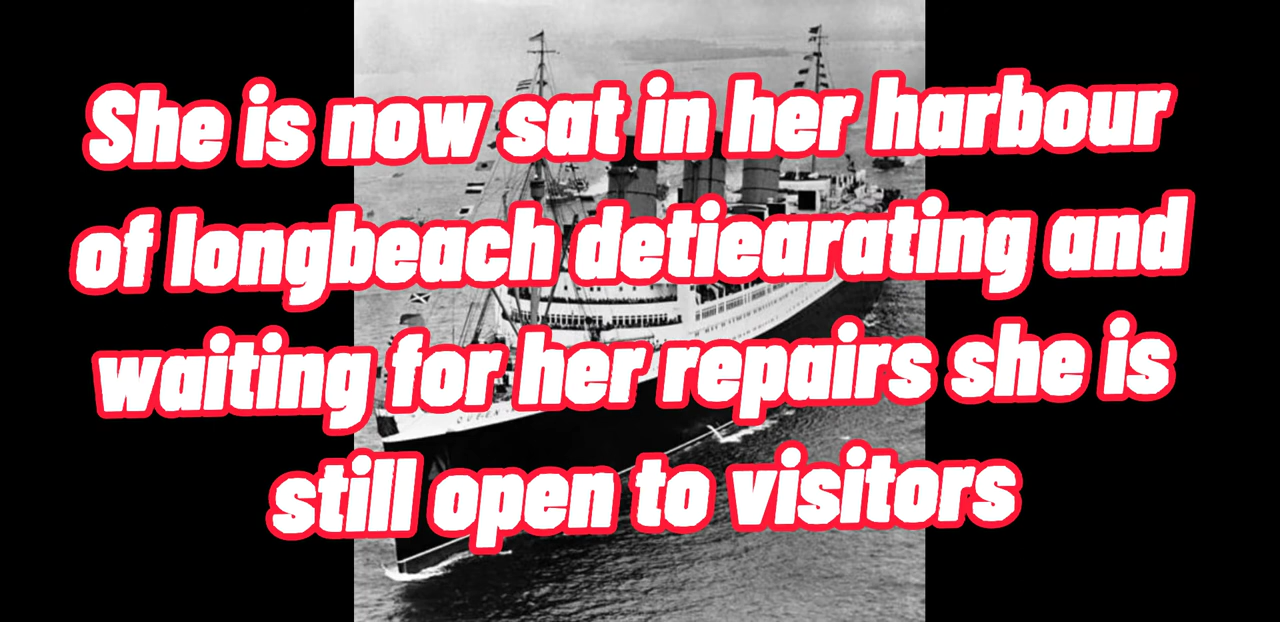 She is now sat in her harbour
of longbeach detiearating and
waiting for her repairs she is
still open to visitors
QUEEN